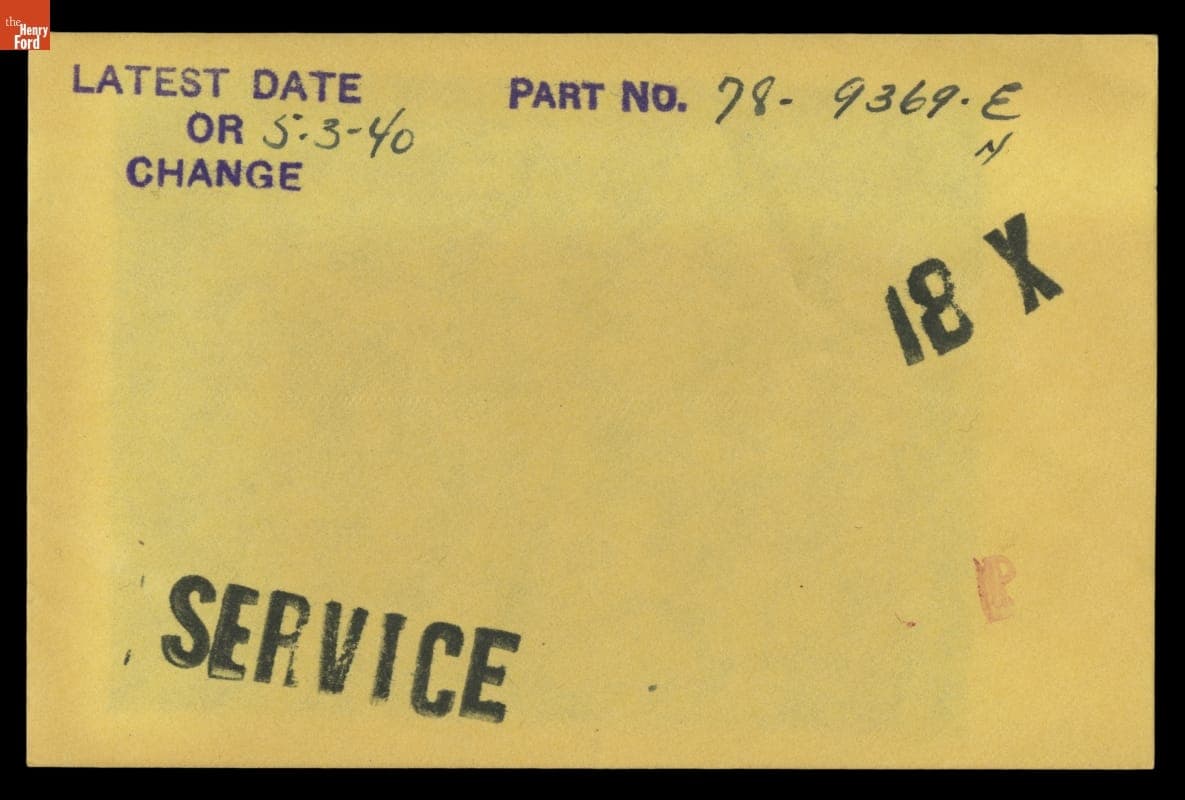 the
Henry
Ford
LATEST DATE
OR 5-3-40
CHANGE
PART NO. 78- 9369-E
N
18 X
SERVICE